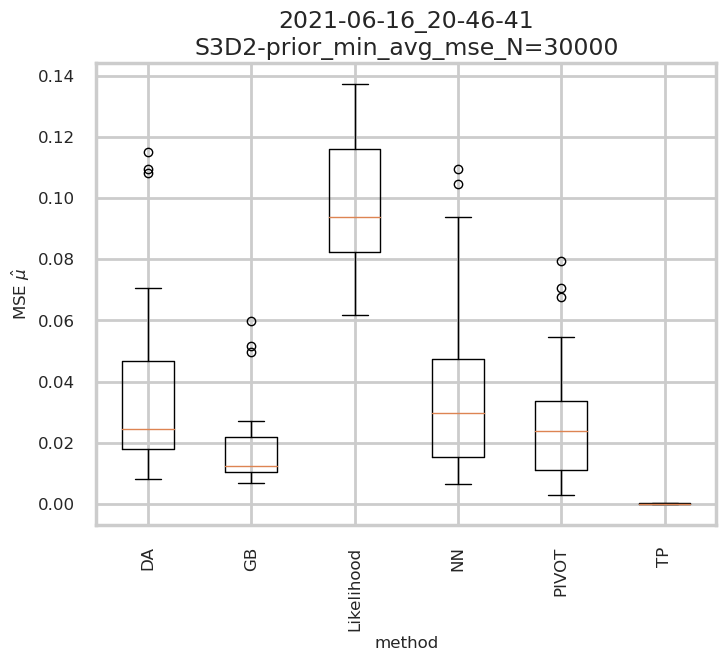 2021-06-16_20-46-41
S3D2-prior_min_avg_mse_N=30000
0.14
0.12
0.10
0.08
0.06
0.04
0.02
0.00
MSE μ̂
DA
GB
Likelihood
NN
PIVOT
TP
method